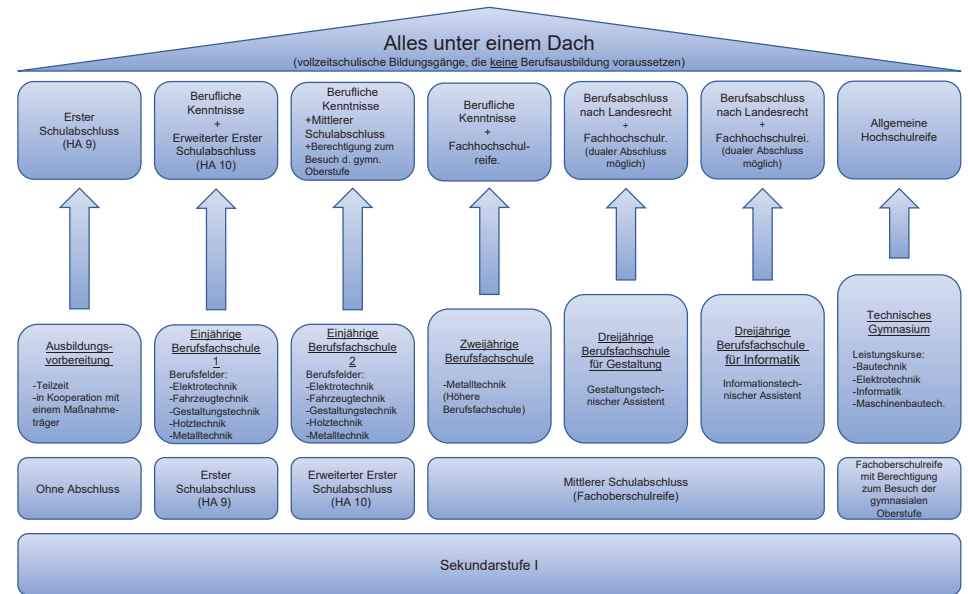 Alles unter einem Dach
(vollzeitschulische Bildungsgänge, die keine Berufsausbildung voraussetzen)
Erster
Schulabschluss
(HA 9)
Berufliche
Kenntnisse
+
Erweiterter Erster
Schulabschluss
(HA 10)
Berufliche
Kenntnisse
+Mittlerer
Schulabschluss
+Berechtigung zum
Besuch d. gymn.
Oberstufe
Berufliche
Kenntnisse
+
Fachhochschul-
reife.
Berufsabschluss
nach Landesrecht
+
Fachhochschulr.
(dualer Abschluss
möglich)
Berufsabschluss
nach Landesrecht
+
Fachhochschulrei.
(dualer Abschluss
möglich)
Allgemeine
Hochschulreife
Ausbildungs-
vorbereitung
-Teilzeit
-in Kooperation mit
einem Maßnahme-
träger
Einjährige
Berufsfachschule
1
Berufsfelder:
-Elektrotechnik
-Fahrzeugtechnik
-Gestaltungstechnik
-Holztechnik
-Metalltechnik
Einjährige
Berufsfachschule
2
Berufsfelder:
-Elektrotechnik
-Fahrzeugtechnik
-Gestaltungstechnik
-Holztechnik
-Metalltechnik
Zweijährige
Berufsfachschule
-Metalltechnik
(Höhere
Berufsfachschule)
Dreijährige
Berufsfachschule
für Gestaltung
Gestaltungstech-
nischer Assistent
Dreijährige
Berufsfachschule
für Informatik
Informationstech-
nischer Assistent
Technisches
Gymnasium
Leistungskurse:
-Bautechnik
-Elektrotechnik
-Informatik
-Maschinenbautech.
Ohne Abschluss
Erster
Schulabschluss
(HA 9)
Erweiterter Erster
Schulabschluss
(HA 10)
Mittlerer Schulabschluss
(Fachoberschulreife)
Fachoberschulreife
mit Berechtigung
zum Besuch der
gymnasialen
Oberstufe
Sekundarstufe I